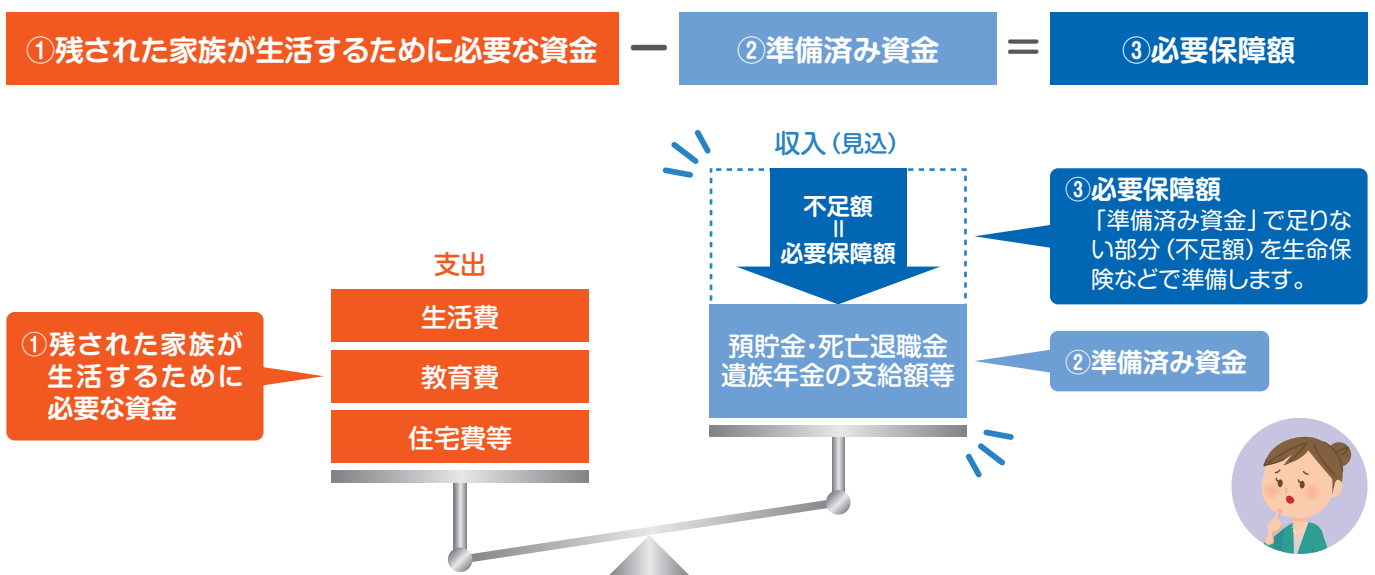 ①残された家族が生活するために必要な資金 － ②準備済み資金 ＝ ③必要保障額
収入（見込）
不足額
＝
必要保障額
③必要保障額
「準備済み資金」で足りな
い部分（不足額）を生命保
険などで準備します。
支出
生活費
教育費
住宅費等
①残された家族が
生活するために
必要な資金
預貯金・死亡退職金
遺族年金の支給額等
②準備済み資金